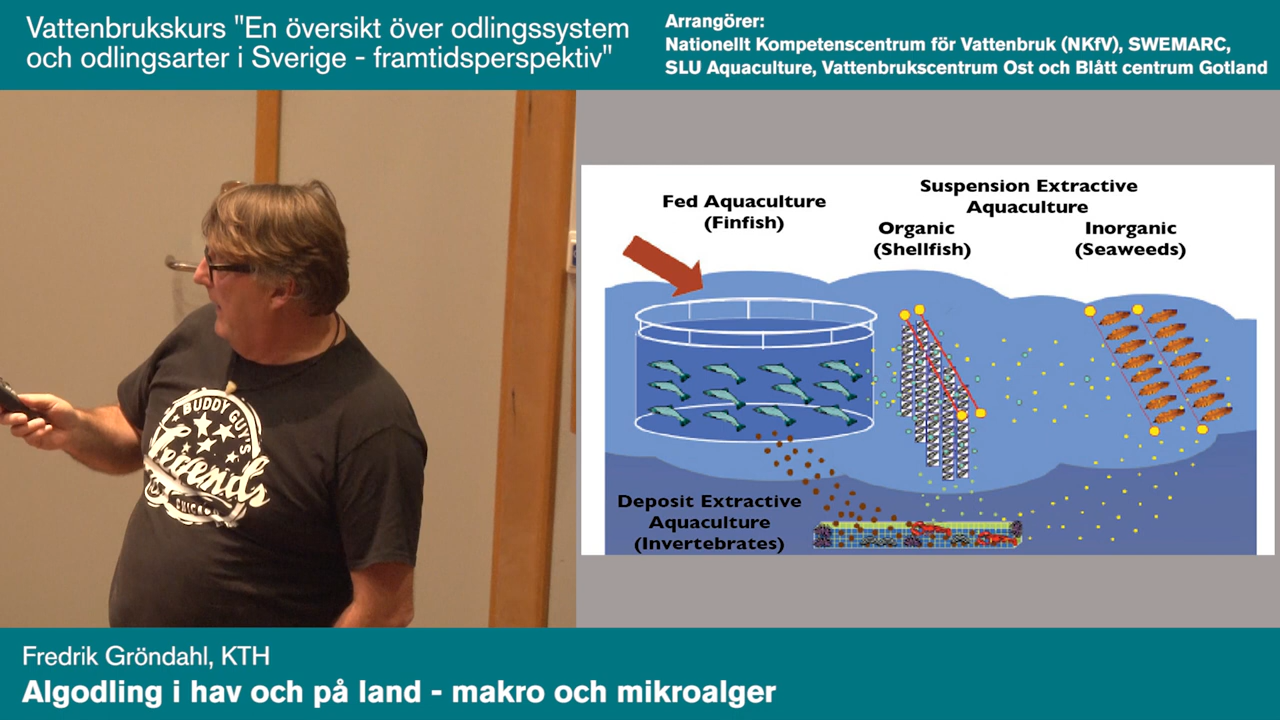 Vattenbrukskurs "En översikt över odlingssystem
och odlingsarter i Sverige - framtidsperspektiv"
Arrangörer:
Nationellt Kompetenscentrum för Vattenbruk (NKfV), SWEMARC,
SLU Aquaculture, Vattenbrukscentrum Ost och Blått centrum Gotland
BUDDY GUY'S
Legends
CHICAGO
Fed Aquaculture
(Finfish)
Suspension Extractive
Aquaculture
Organic
(Shellfish)
Inorganic
(Seaweeds)
Deposit Extractive
Aquaculture
(Invertebrates)
Fredrik Gröndahl, KTH
Algodling i hav och på land - makro och mikroalger